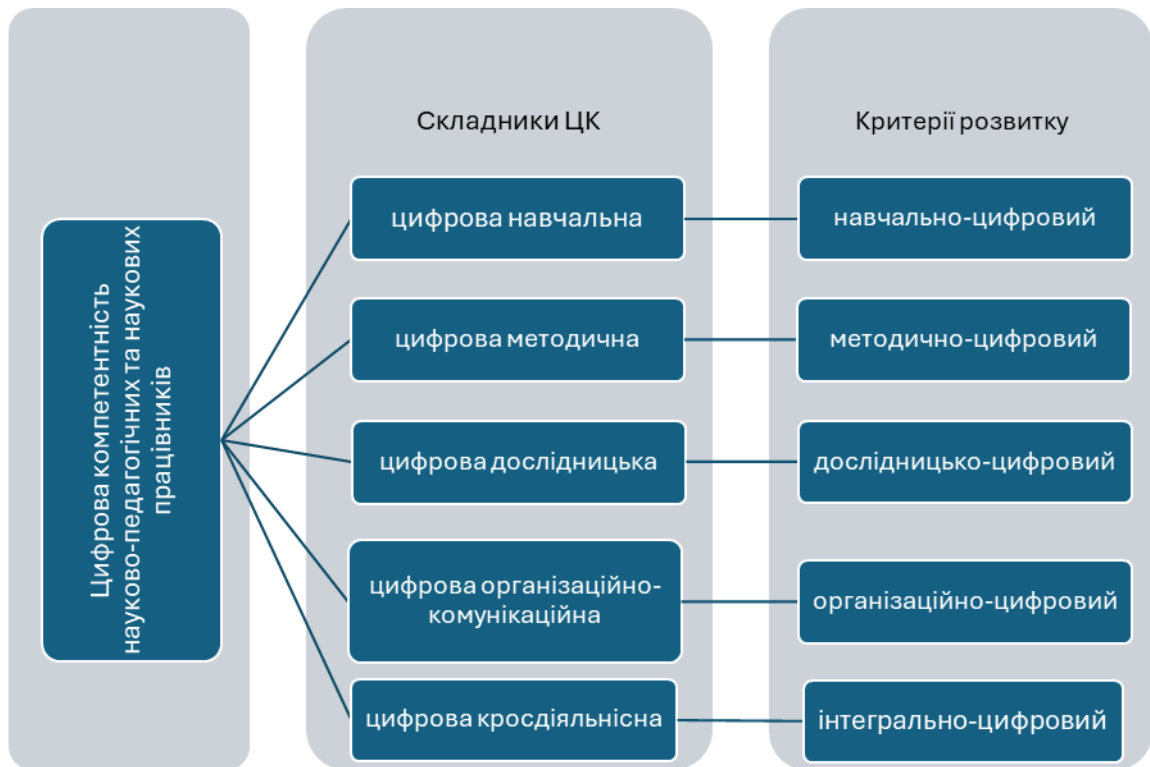 Цифрова компетентність
науково-педагогічних та наукових
працівників
Складники ЦК
цифрова навчальна
цифрова методична
цифрова дослідницька
цифрова організаційно-
комунікаційна
цифрова кросдіяльнісна
Критерії розвитку
навчально-цифровий
методично-цифровий
дослідницько-цифровий
організаційно-цифровий
інтегрально-цифровий